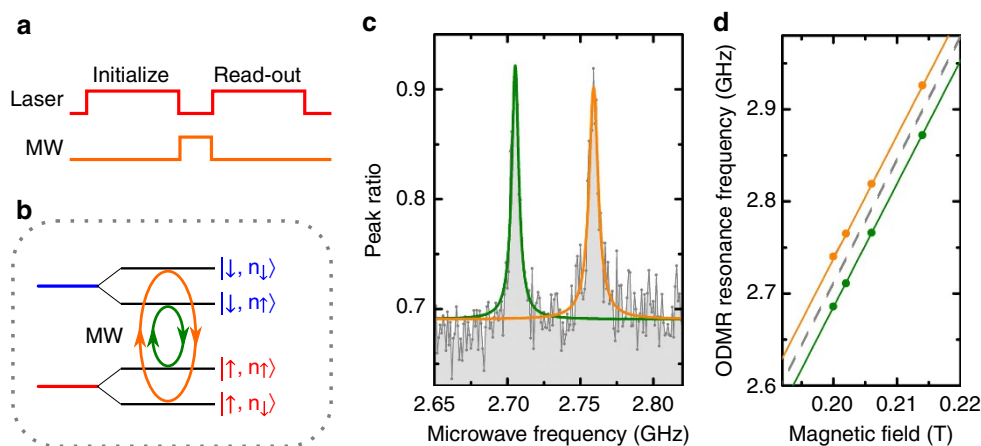 a
Initialize
Read-out
Laser
MW
b
|↓, n↓⟩
|↓, n↑⟩
MW
|↑, n↑⟩
|↑, n↓⟩
c
Peak ratio
0.9
0.8
0.7
2.65
2.70
2.75
2.80
Microwave frequency (GHz)
d
ODMR resonance frequency (GHz)
2.9
2.8
2.7
2.6
0.20
0.21
0.22
Magnetic field (T)